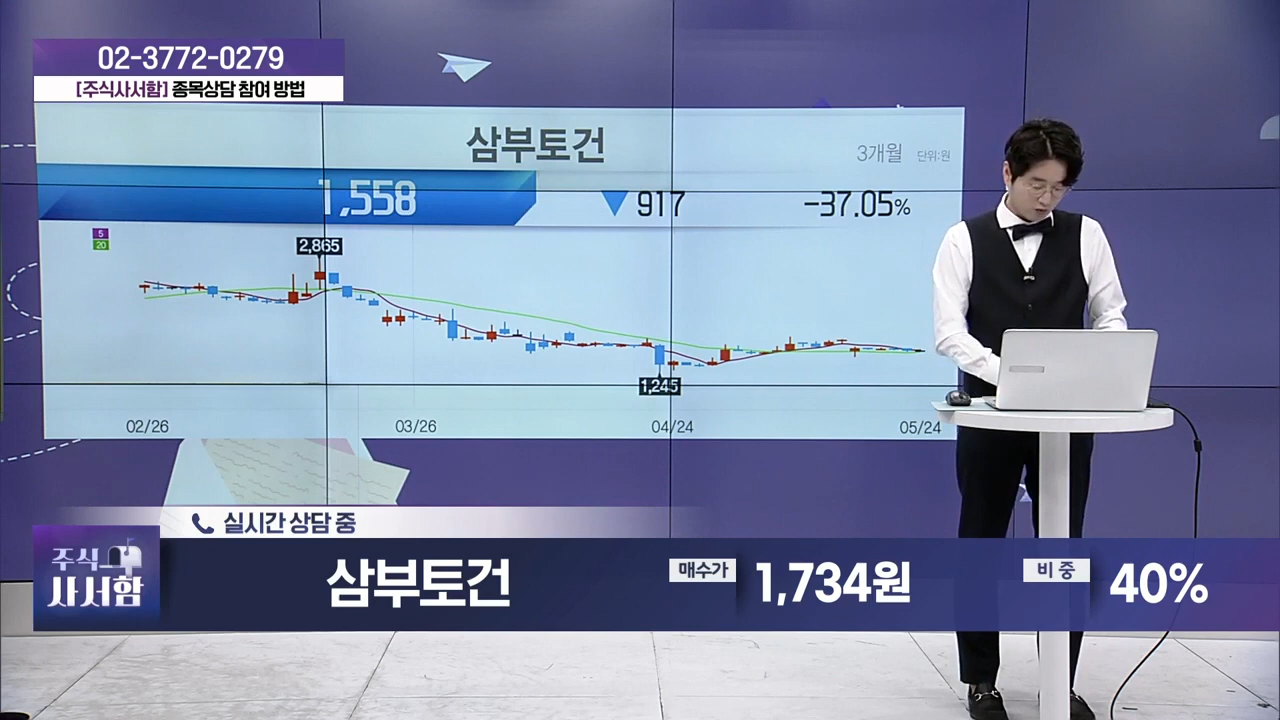 02-3772-0279
[주식사서함] 종목상담 참여 방법
삼부토건
3개월 단위:원
1,558 ▼917 -37.05%
5
20
2,865
1,245
02/26 03/26 04/24 05/24
실시간 상담 중
주식
사서함
삼부토건 매수가 1,734원 비중 40%